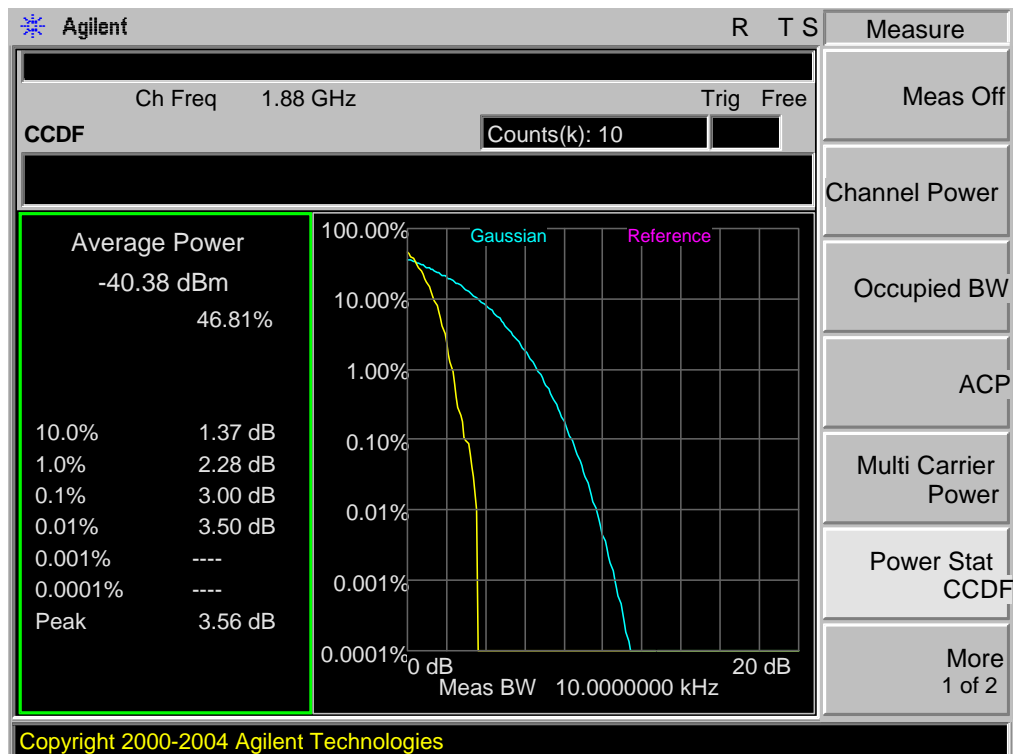 Agilent R T S Measure
Ch Freq 1.88 GHz Trig Free
CCDF Counts(k): 10
Average Power
-40.38 dBm
46.81%
10.0% 1.37 dB
1.0% 2.28 dB
0.1% 3.00 dB
0.01% 3.50 dB
0.001% ----
0.0001% ----
Peak 3.56 dB
Gaussian Reference
100.00%
10.00%
1.00%
0.10%
0.01%
0.001%
0.0001%
0 dB 20 dB
Meas BW 10.0000000 kHz
Meas Off
Channel Power
Occupied BW
ACP
Multi Carrier
Power
Power Stat
CCDF
More
1 of 2
Copyright 2000-2004 Agilent Technologies